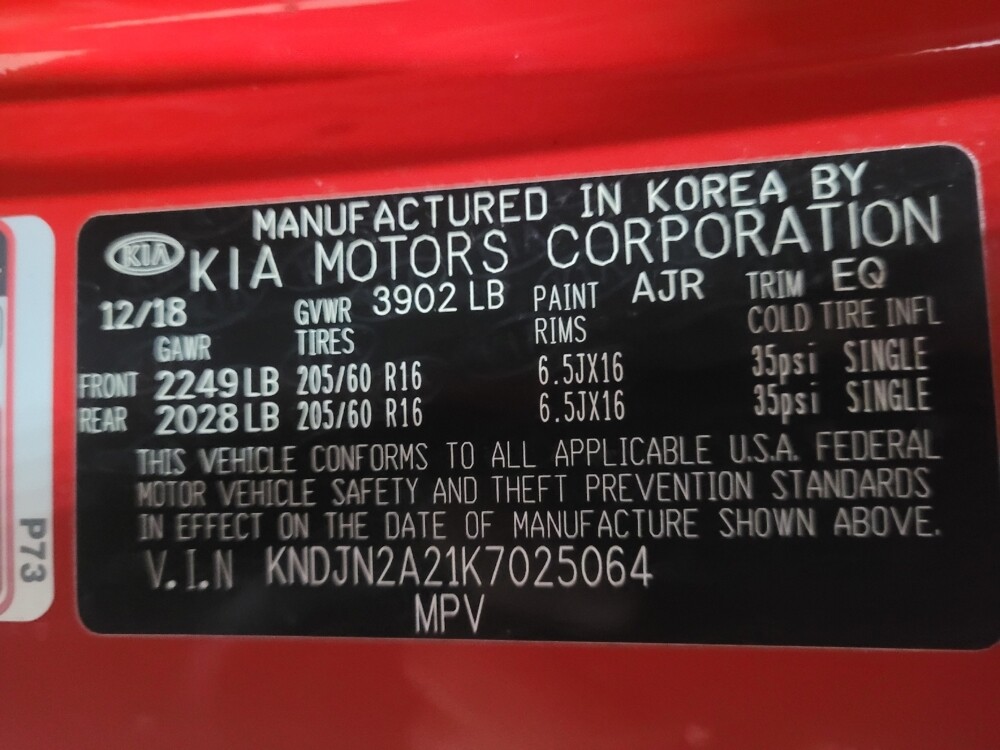 MANUFACTURED IN KOREA BY
KIA KIA MOTORS CORPORATION
12/18 GVWR 3902 LB PAINT AJR TRIM EQ
GAWR TIRES RIMS COLD TIRE INFL
FRONT 2249 LB 205/60 R16 6.5JX16 35psi SINGLE
REAR 2028 LB 205/60 R16 6.5JX16 35psi SINGLE
THIS VEHICLE CONFORMS TO ALL APPLICABLE U.S.A. FEDERAL
MOTOR VEHICLE SAFETY AND THEFT PREVENTION STANDARDS
IN EFFECT ON THE DATE OF MANUFACTURE SHOWN ABOVE.
V.I.N KNDJN2A21K7025064
MPV
P73